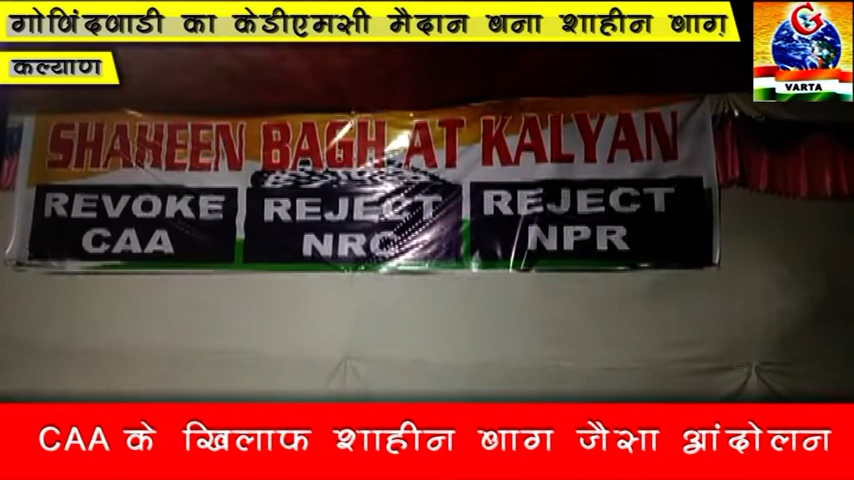 गोबिंदवाडी का केडीएमसी मैदान बना शाहीन बाग़
G
VARTA
कल्याण
SHAHEEN BAGH AT KALYAN
REVOKE CAA
REJECT NRC
REJECT NPR
CAA के खिलाफ शाहीन बाग जैसा आंदोलन